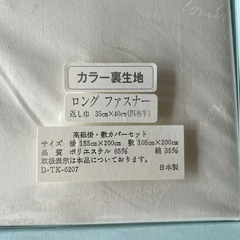 カラー裏生地
ロング ファスナー
返し巾 35cm×40cm(四布半)
高級掛・敷カバーセット
サイズ 掛 155cm×200cm 敷 105cm×200cm
品質 ポリエステル 65% 綿 35%
取扱表示は本品についております。
D-TK-6207 日本製